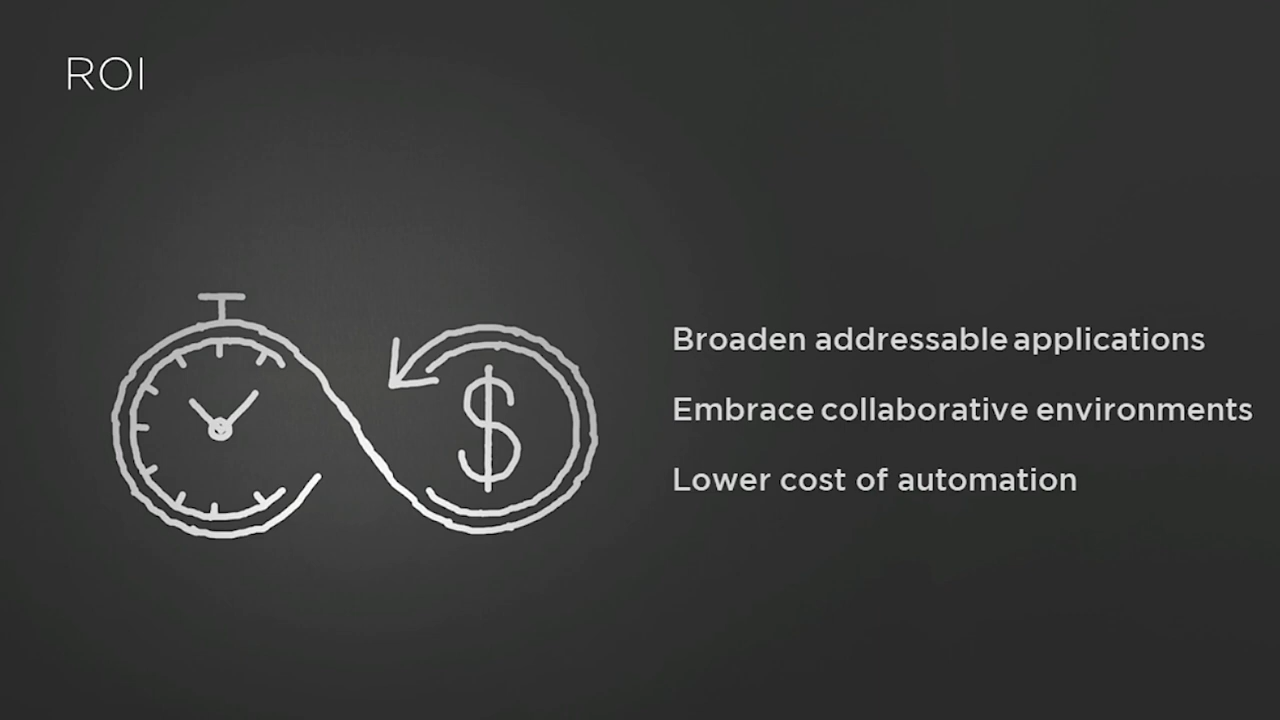 ROI
Broaden addressable applications
Embrace collaborative environments
Lower cost of automation
$